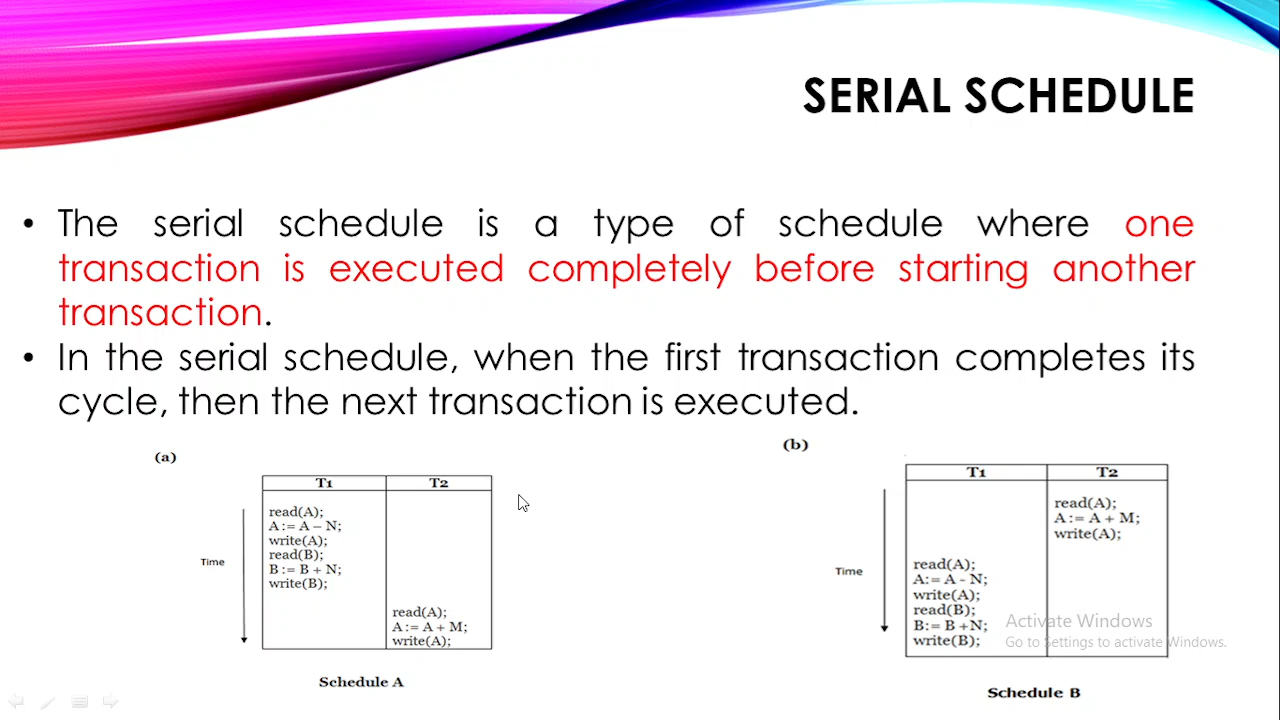 SERIAL SCHEDULE
• The serial schedule is a type of schedule where one
transaction is executed completely before starting another
transaction.
• In the serial schedule, when the first transaction completes its
cycle, then the next transaction is executed.
(a)
T1 T2
read(A);
A := A – N;
write(A);
read(B);
B := B + N;
write(B);
read(A);
A := A + M;
write(A);
Time
Schedule A
(b)
T1 T2
read(A);
A := A + M;
write(A);
read(A);
A:= A - N;
write(A);
read(B);
B:= B +N;
write(B);
Time
Schedule B
Activate Windows
Go to Settings to activate Windows.